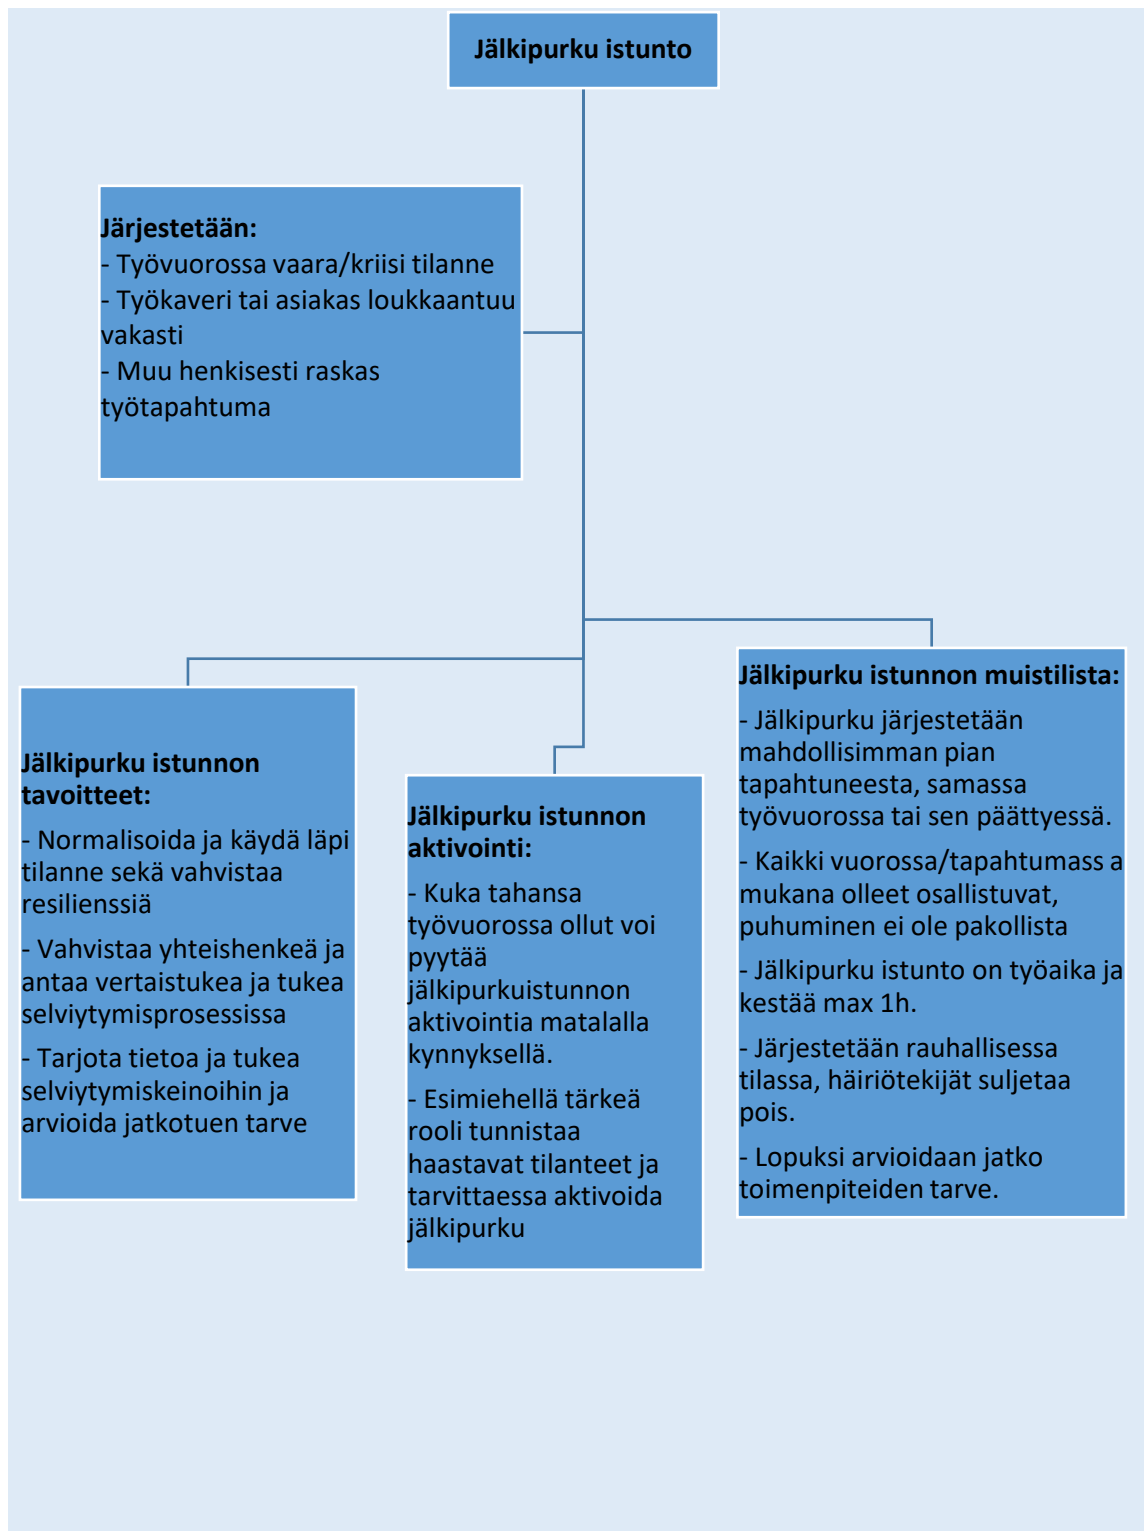 Jälkipurku istunto
Järjestetään:
- Työvuorossa vaara/kriisi tilanne
- Työkaveri tai asiakas loukkaantuu
vakasti
- Muu henkisesti raskas
työtapahtuma
Jälkipurku istunnon
tavoitteet:
- Normalisoida ja käydä läpi
tilanne sekä vahvistaa
resilienssiä
- Vahvistaa yhteishenkeä ja
antaa vertaistukea ja tukea
selviytymisprosessissa
- Tarjota tietoa ja tukea
selviytymiskeinoihin ja
arvioida jatkotuen tarve
Jälkipurku istunnon
aktivointi:
- Kuka tahansa
työvuorossa ollut voi
pyytää
jälkipurkuistunnon
aktivointia matalalla
kynnyksellä.
- Esimiehellä tärkeä
rooli tunnistaa
haastavat tilanteet ja
tarvittaessa aktivoida
jälkipurku
Jälkipurku istunnon muistilista:
- Jälkipurku järjestetään
mahdollisimman pian
tapahtuneesta, samassa
työvuorossa tai sen päättyessä.
- Kaikki vuorossa/tapahtumass a
mukana olleet osallistuvat,
puhuminen ei ole pakollista
- Jälkipurku istunto on työaika ja
kestää max 1h.
- Järjestetään rauhallisessa
tilassa, häiriötekijät suljetaa
pois.
- Lopuksi arvioidaan jatko
toimenpiteiden tarve.